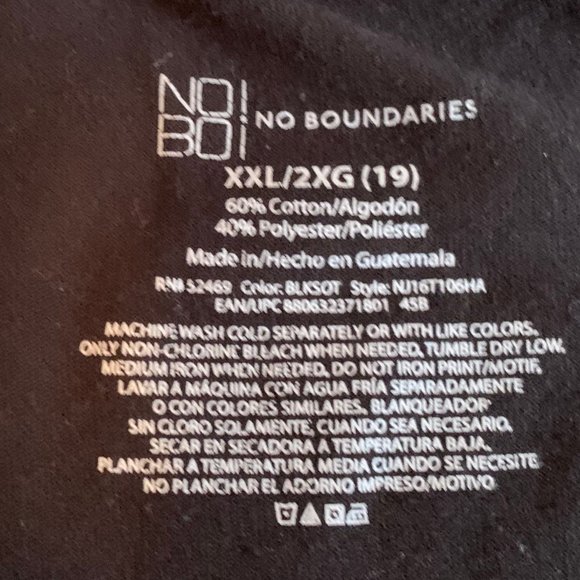 NO!
BO¡
NO BOUNDARIES
XXL/2XG (19)
60% Cotton/Algodón
40% Polyester/Poliéster
Made in/Hecho en Guatemala
RN# 52469 Color: BLKSOT Style: NJ16T106HA
EAN/UPC 880632371801 45B
MACHINE WASH COLD SEPARATELY OR WITH LIKE COLORS.
ONLY NON-CHLORINE BLEACH WHEN NEEDED, TUMBLE DRY LOW.
MEDIUM IRON WHEN NEEDED. DO NOT IRON PRINT/MOTIF.
LAVAR A MÁQUINA CON AGUA FRÍA SEPARADAMENTE
O CON COLORES SIMILARES. BLANQUEADOR
SIN CLORO SOLAMENTE, CUANDO SEA NECESARIO.
SECAR EN SECADORA A TEMPERATURA BAJA.
PLANCHAR A TEMPERATURA MEDIA CUANDO SE NECESITE
NO PLANCHAR EL ADORNO IMPRESO/MOTIVO